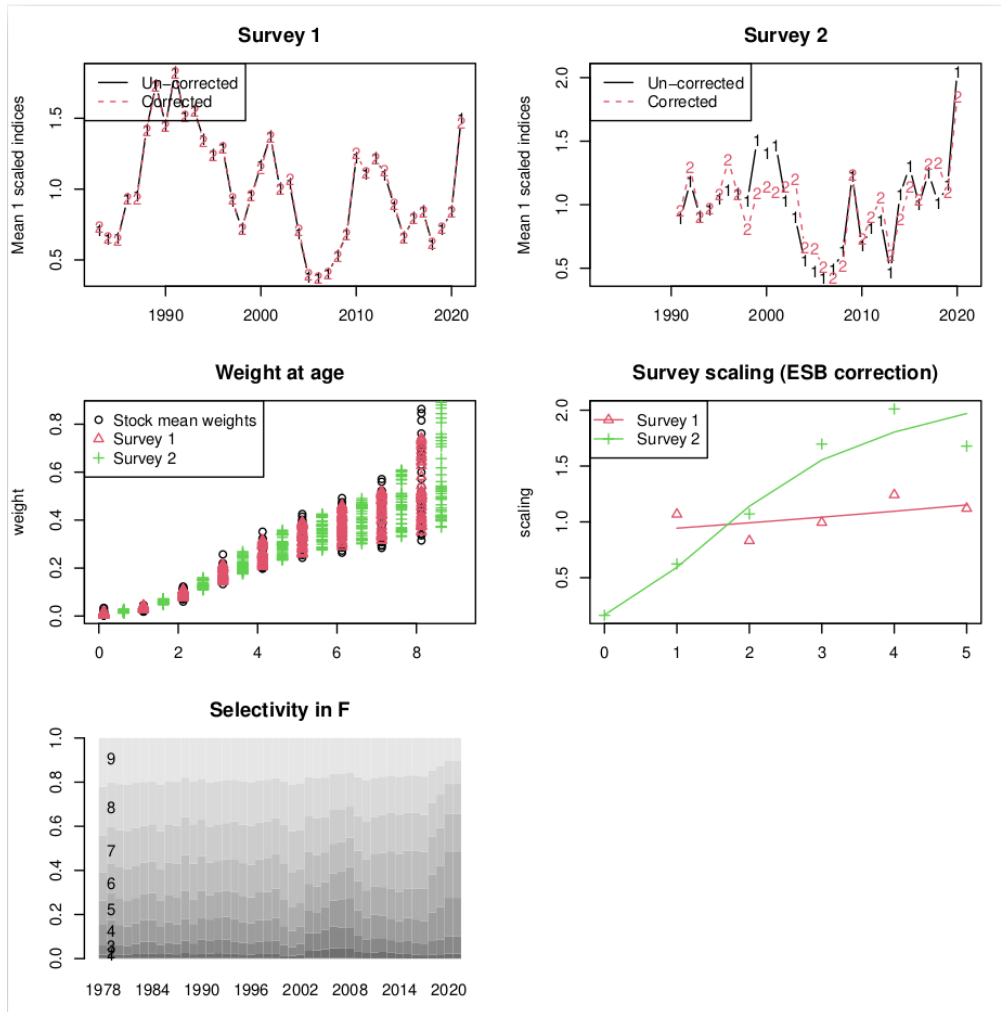 Survey 1
Mean 1 scaled indices
0.5 1.0 1.5
Un-corrected
Corrected
1990 2000 2010 2020
Survey 2
Mean 1 scaled indices
0.5 1.0 1.5 2.0
Un-corrected
Corrected
1990 2000 2010 2020
Weight at age
weight
0.0 0.2 0.4 0.6 0.8
Stock mean weights
Survey 1
Survey 2
0 2 4 6 8
Survey scaling (ESB correction)
scaling
0.5 1.0 1.5 2.0
Survey 1
Survey 2
0 1 2 3 4 5
Selectivity in F
0.0 0.2 0.4 0.6 0.8 1.0
9
8
7
6
5
4
3
1978 1984 1990 1996 2002 2008 2014 2020